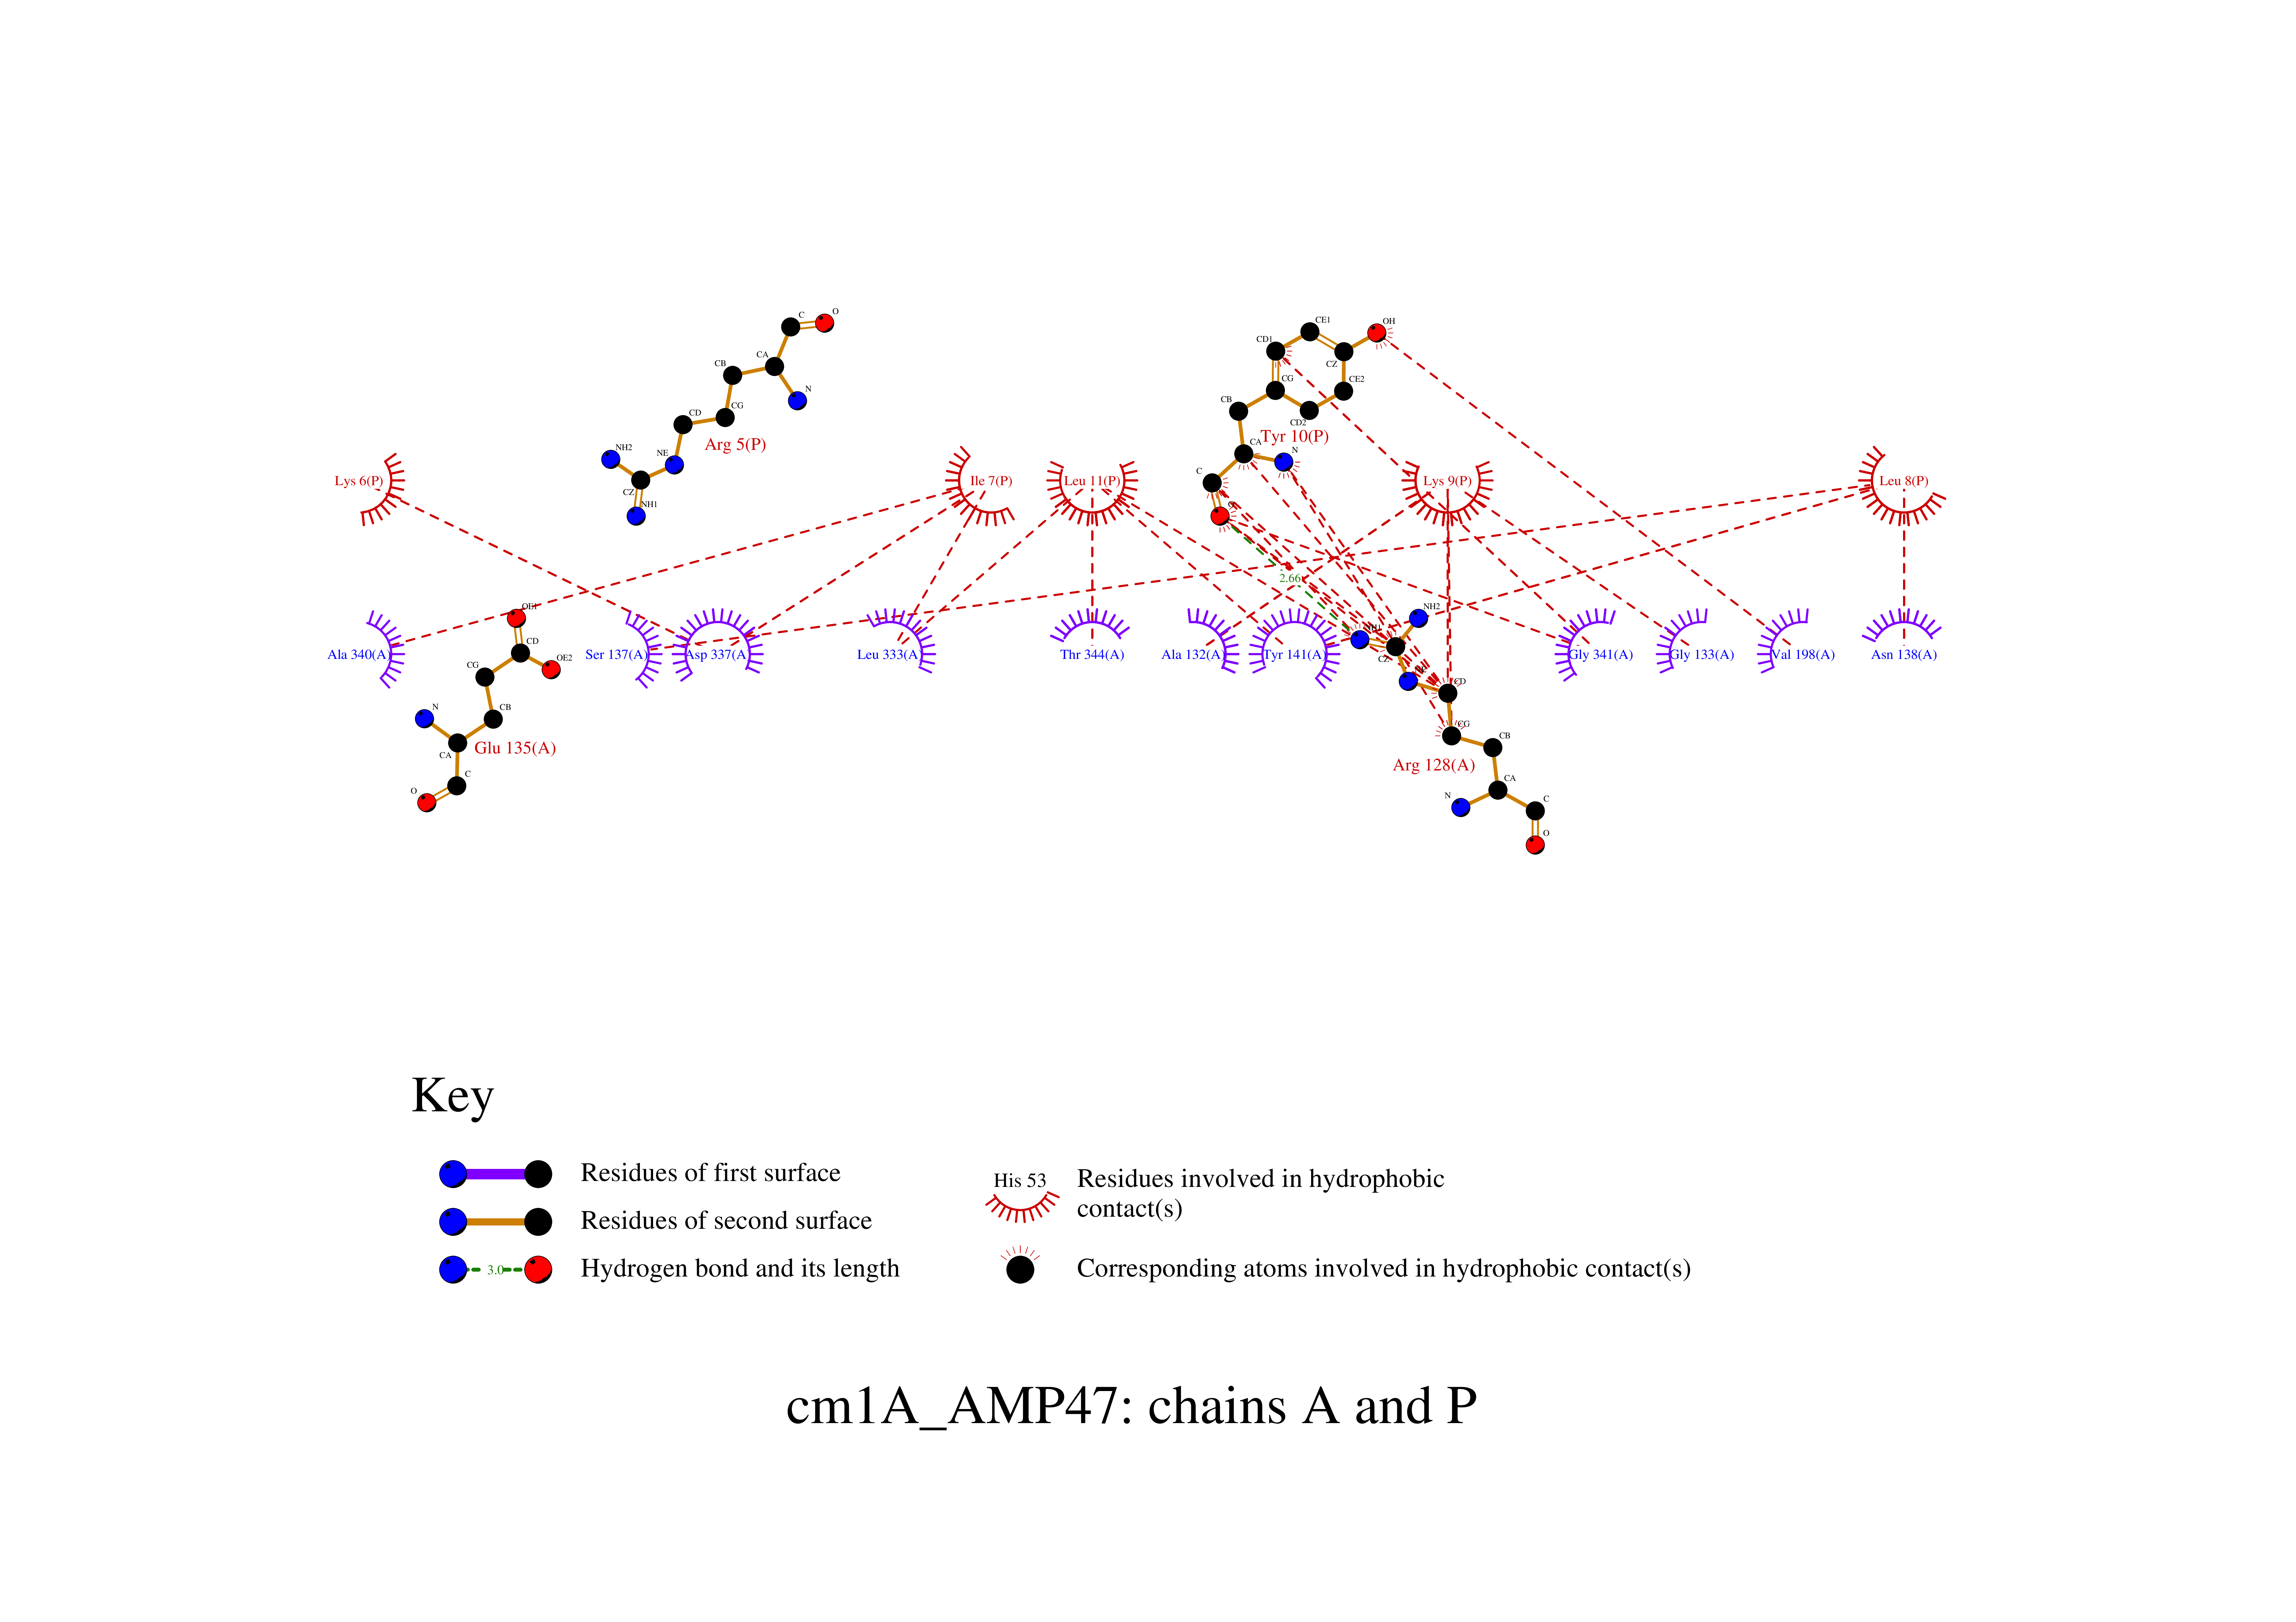 C O
CA
CB
N
CG
CD
Arg 5(P)
NH2 NE
CZ
NH1
CE1 OH
CD1
CZ
CG CE2
CB
CD2
Tyr 10(P)
CA
N
C
Lys 6(P) Ile 7(P) Leu 11(P) Lys 9(P) Leu 8(P)
2.66
OE1 NH2
CD
Ala 340(A) Ser 137(A) Asp 337(A Leu 333(A) Thr 344(A) Ala 132(A) Tyr 141(A) Gly 341(A) Gly 133(A) Val 198(A) Asn 138(A)
OE2
CG CZ
CD
N CB
CG
CB
Glu 135(A)
CA
Arg 128(A)
C CA
O N C
O
Key
Residues of first surface
Residues of second surface
3.0 Hydrogen bond and its length
His 53 Residues involved in hydrophobic
contact(s)
Corresponding atoms involved in hydrophobic contact(s)
cm1A_AMP47: chains A and P